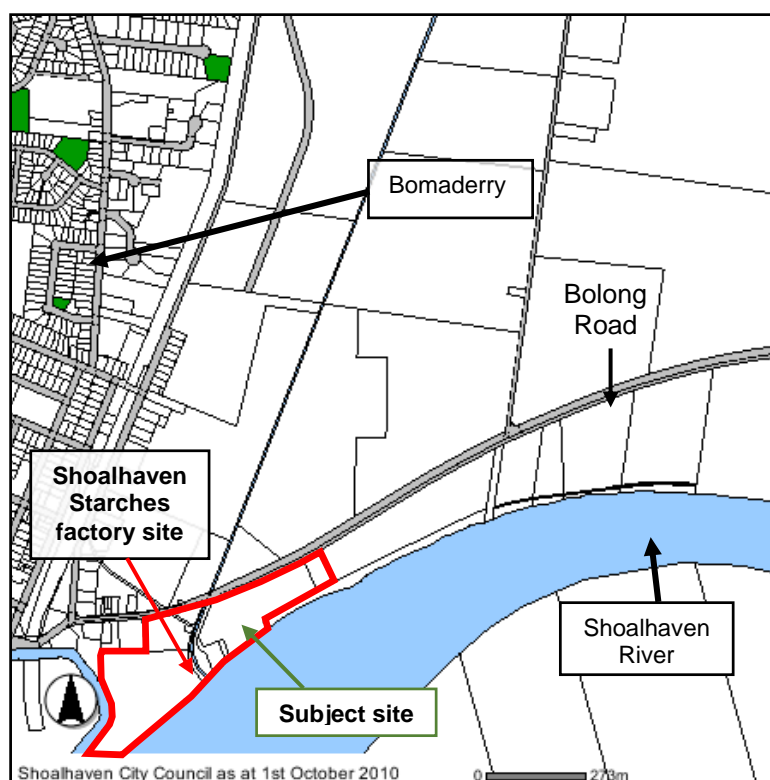 Bomaderry
Bolong
Road
Shoalhaven
Starches
factory site
Shoalhaven
River
Subject site
Shoalhaven City Council as at 1st October 2010
0
273m